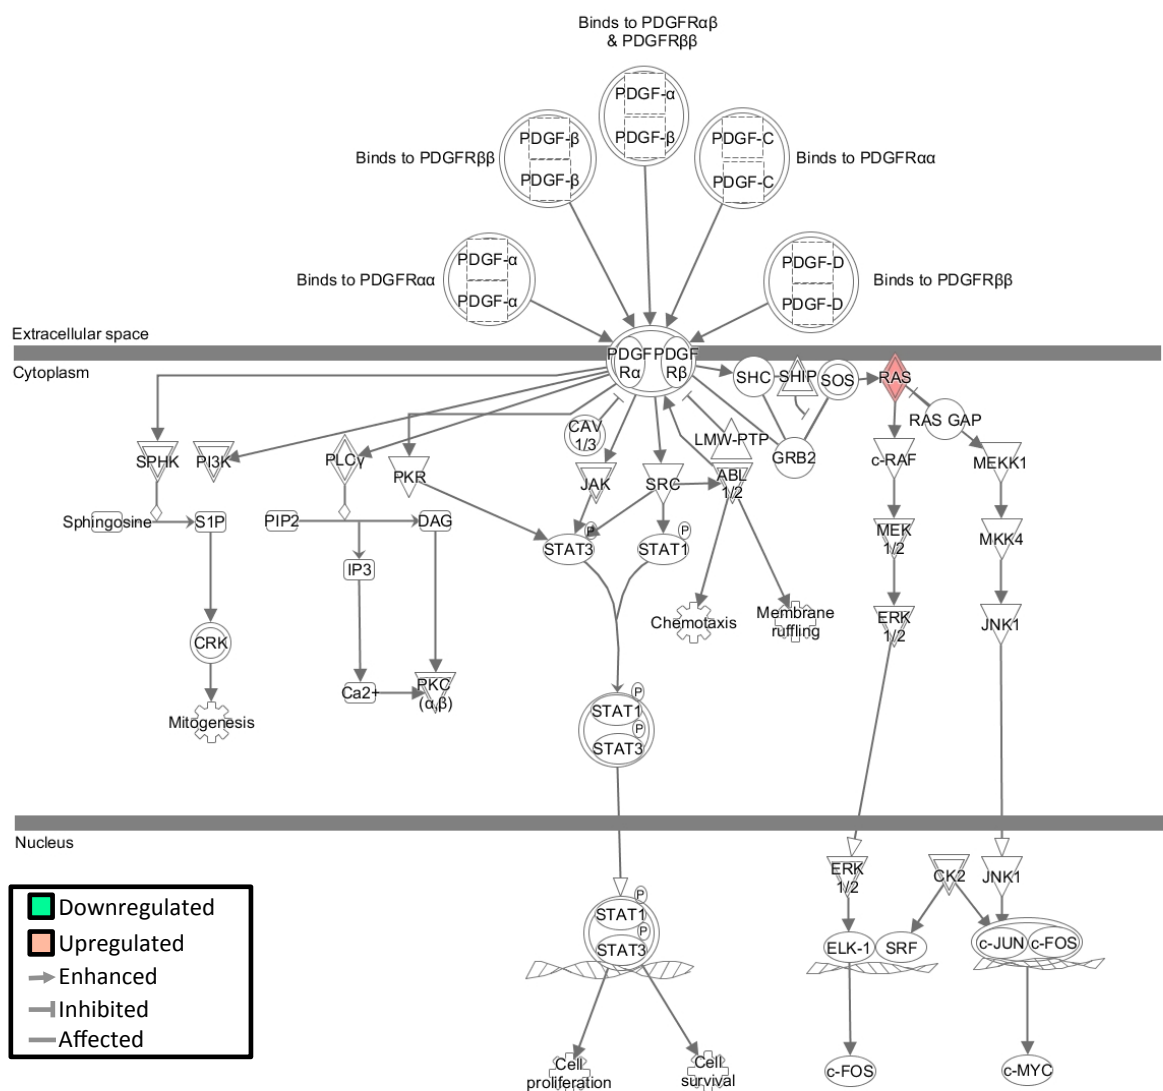 Binds to PDGFRαβ
& PDGFRββ
PDGF-α
PDGF-β
PDGF-β
PDGF-β
Binds to PDGFRββ
PDGF-C
PDGF-C
Binds to PDGFRαα
PDGF-α
PDGF-α
Binds to PDGFRαα
PDGF-D
PDGF-D
Binds to PDGFRββ
Extracellular space
Cytoplasm
PDGF
Rα
PDGF
Rβ
SHC
SHIP
SOS
RAS
RAS GAP
CAV
1/3
LMW-PTP
GRB2
SPHK
PI3K
PLCγ
PKR
JAK
SRC
ABL
1/2
c-RAF
MEKK1
Sphingosine
S1P
PIP2
DAG
IP3
P
STAT3
P
STAT1
MEK
1/2
MKK4
CRK
Chemotaxis
Membrane
ruffling
ERK
1/2
JNK1
Mitogenesis
Ca2+
PKC
(α,β)
P
STAT1
P
STAT3
Nucleus
P
STAT1
P
STAT3
ERK
1/2
CK2
JNK1
ELK-1
SRF
c-JUN
c-FOS
Cell
proliferation
Cell
survival
c-FOS
c-MYC
Downregulated
Upregulated
Enhanced
Inhibited
Affected